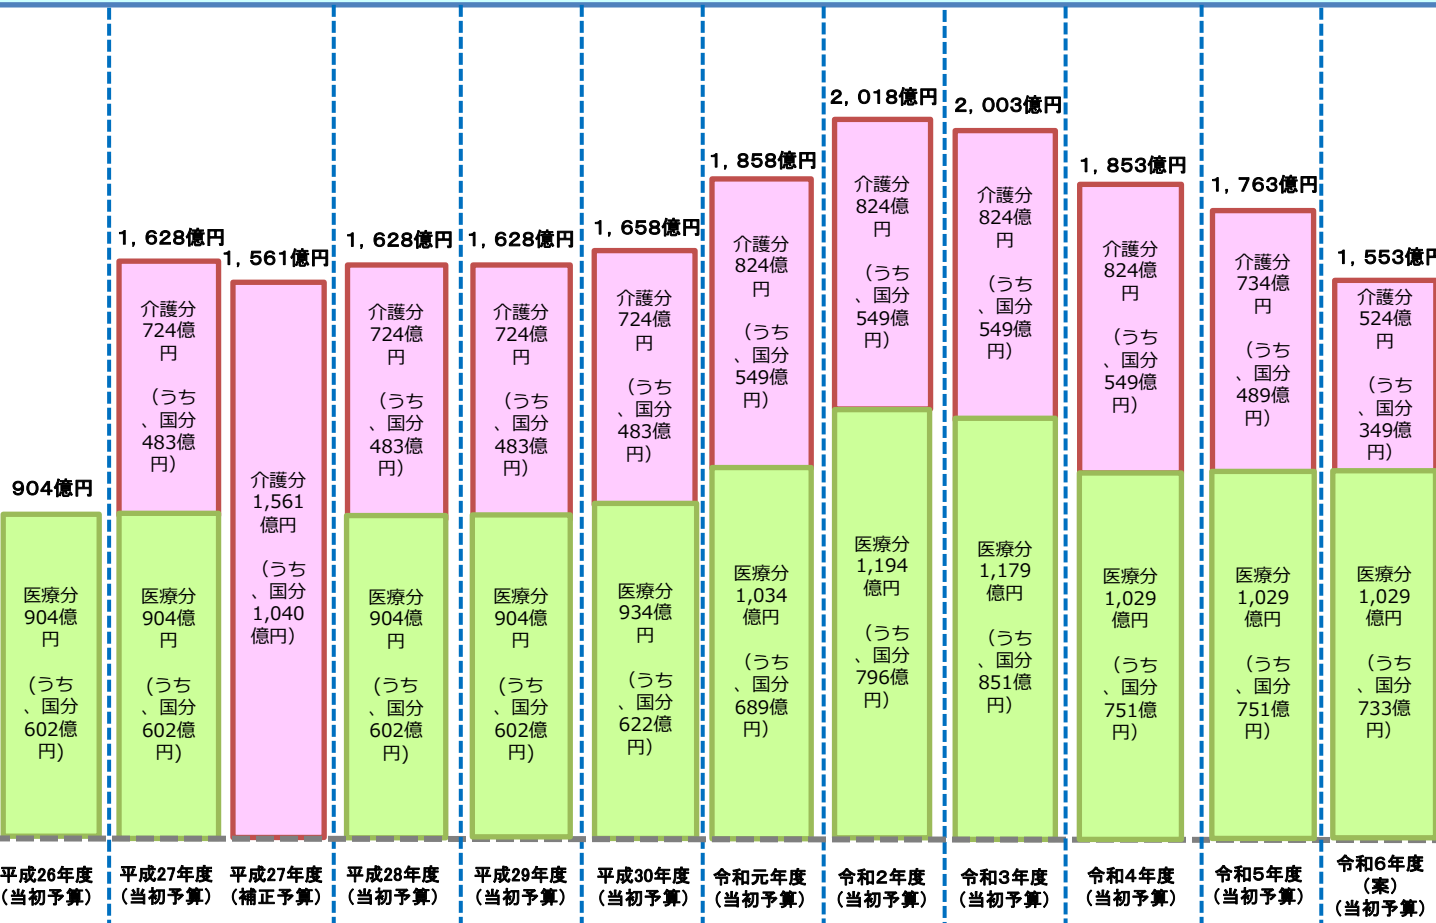 904億円
医療分
904億
円
(うち
、国分
602億
円)
平成26年度
(当初予算)
1, 628億円
介護分
724億
円
(うち
、国分
483億
円)
医療分
904億
円
(うち
、国分
602億
円)
平成27年度
(当初予算)
1, 561億円
介護分
1,561
億円
(うち
、国分
1,040
億円)
平成27年度
(補正予算)
1, 628億円
介護分
724億
円
(うち
、国分
483億
円)
医療分
904億
円
(うち
、国分
602億
円)
平成28年度
(当初予算)
1, 628億円
介護分
724億
円
(うち
、国分
483億
円)
医療分
904億
円
(うち
、国分
602億
円)
平成29年度
(当初予算)
1, 658億円
介護分
724億
円
(うち
、国分
483億
円)
医療分
934億
円
(うち
、国分
622億
円)
平成30年度
(当初予算)
1, 858億円
介護分
824億
円
(うち
、国分
549億
円)
医療分
1,034
億円
(うち
、国分
689億
円)
令和元年度
(当初予算)
2, 018億円
介護分
824億
円
(うち
、国分
549億
円)
医療分
1,194
億円
(うち
、国分
796億
円)
令和2年度
(当初予算)
2, 003億円
介護分
824億
円
(うち
、国分
549億
円)
医療分
1,179
億円
(うち
、国分
851億
円)
令和3年度
(当初予算)
1, 853億円
介護分
824億
円
(うち
、国分
549億
円)
医療分
1,029
億円
(うち
、国分
751億
円)
令和4年度
(当初予算)
1, 763億円
介護分
734億
円
(うち
、国分
489億
円)
医療分
1,029
億円
(うち
、国分
751億
円)
令和5年度
(当初予算)
1, 553億円
介護分
524億
円
(うち
、国分
349億
円)
医療分
1,029
億円
(うち
、国分
733億
円)
令和6年度
(案)
(当初予算)